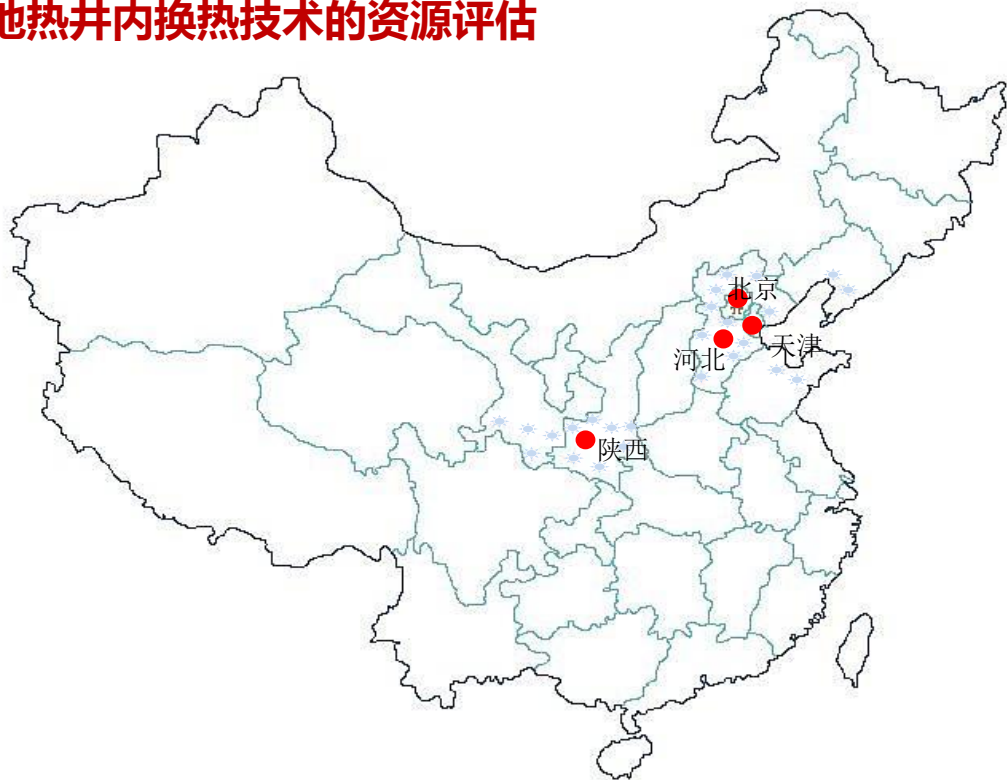 地热井内换热技术的资源评估
北京
天津
河北
陕西